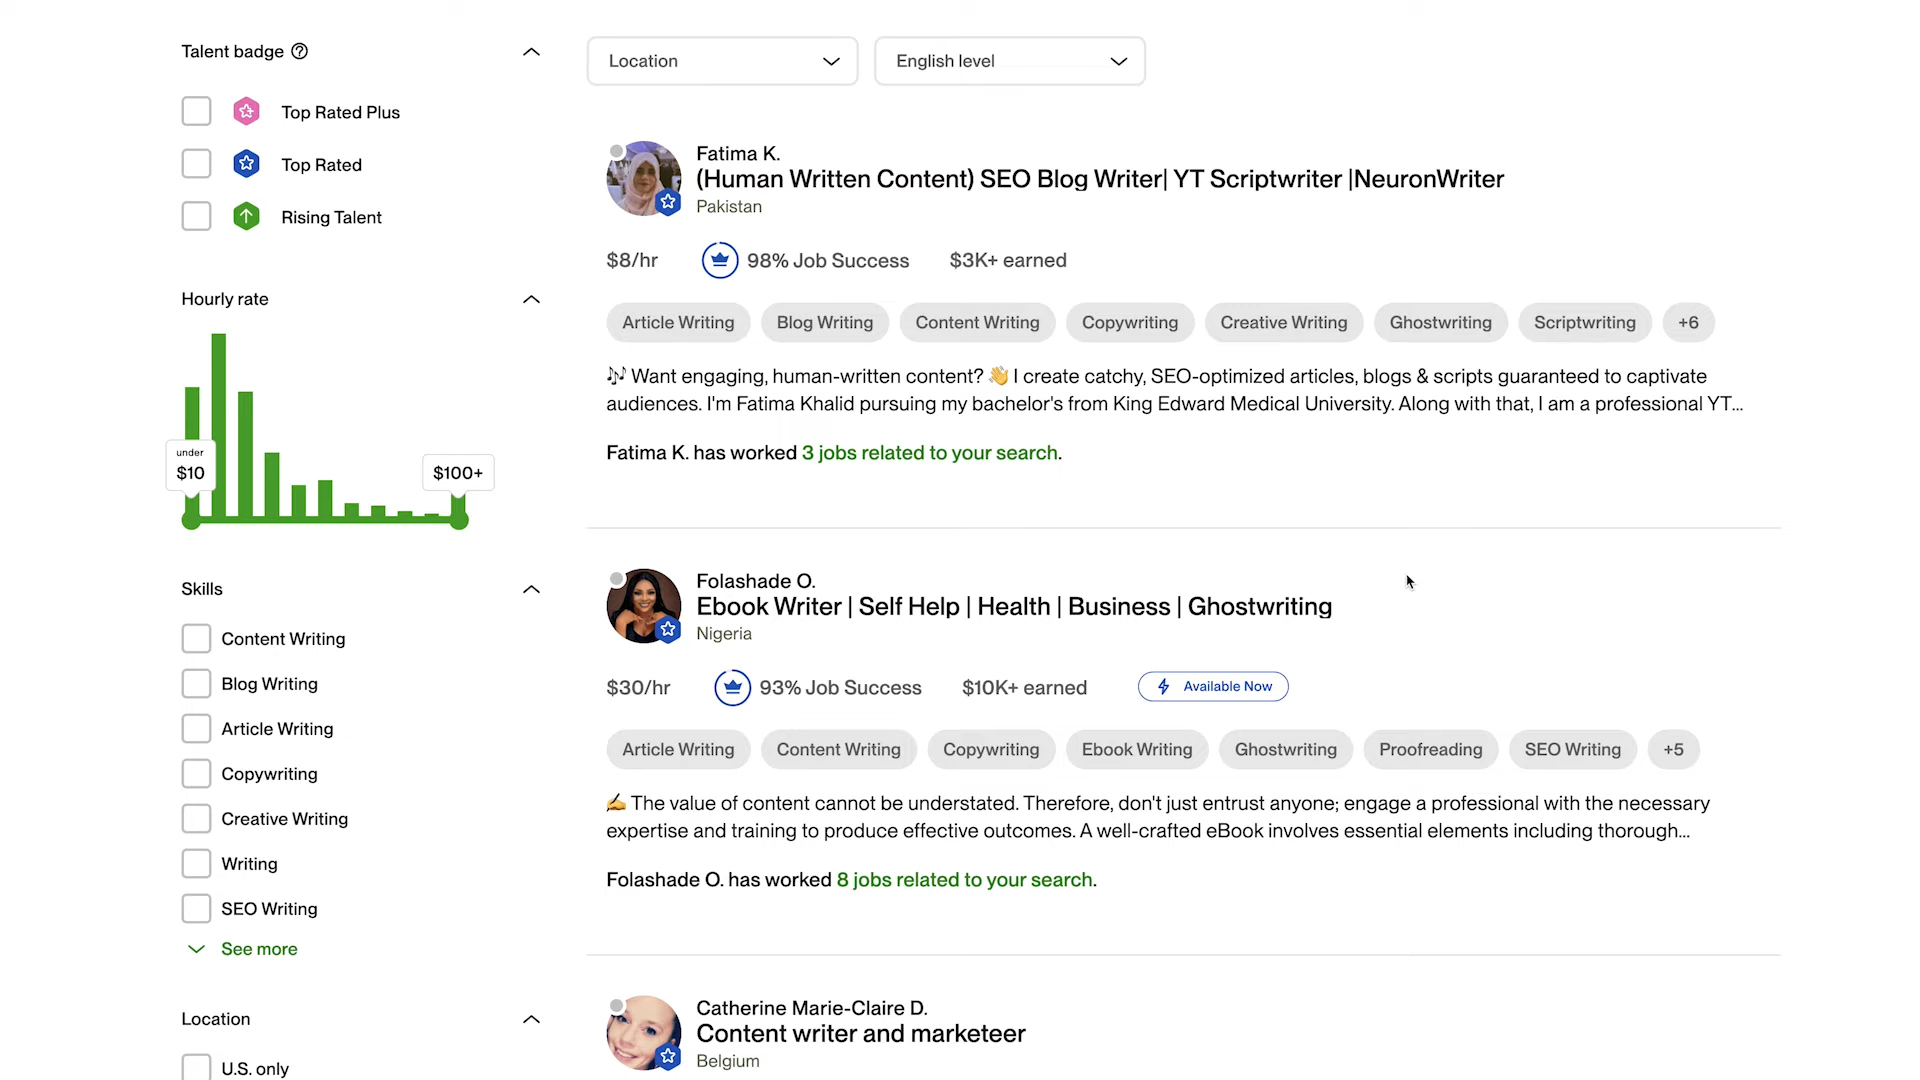 Talent badge
Top Rated Plus
Top Rated
Rising Talent
Hourly rate
under
$10
$100+
Skills
Content Writing
Blog Writing
Article Writing
Copywriting
Creative Writing
Writing
SEO Writing
See more
Location
U.S. only
Location
English level
Fatima K.
(Human Written Content) SEO Blog Writer| YT Scriptwriter |NeuronWriter
Pakistan
$8/hr 98% Job Success $3K+ earned
Article Writing Blog Writing Content Writing Copywriting Creative Writing Ghostwriting Scriptwriting +6
🎶 Want engaging, human-written content? 👋 I create catchy, SEO-optimized articles, blogs & scripts guaranteed to captivate
audiences. I'm Fatima Khalid pursuing my bachelor's from King Edward Medical University. Along with that, I am a professional YT...
Fatima K. has worked 3 jobs related to your search.
Folashade O.
Ebook Writer | Self Help | Health | Business | Ghostwriting
Nigeria
$30/hr 93% Job Success $10K+ earned Available Now
Article Writing Content Writing Copywriting Ebook Writing Ghostwriting Proofreading SEO Writing +5
✍️ The value of content cannot be understated. Therefore, don't just entrust anyone; engage a professional with the necessary
expertise and training to produce effective outcomes. A well-crafted eBook involves essential elements including thorough...
Folashade O. has worked 8 jobs related to your search.
Catherine Marie-Claire D.
Content writer and marketeer
Belgium